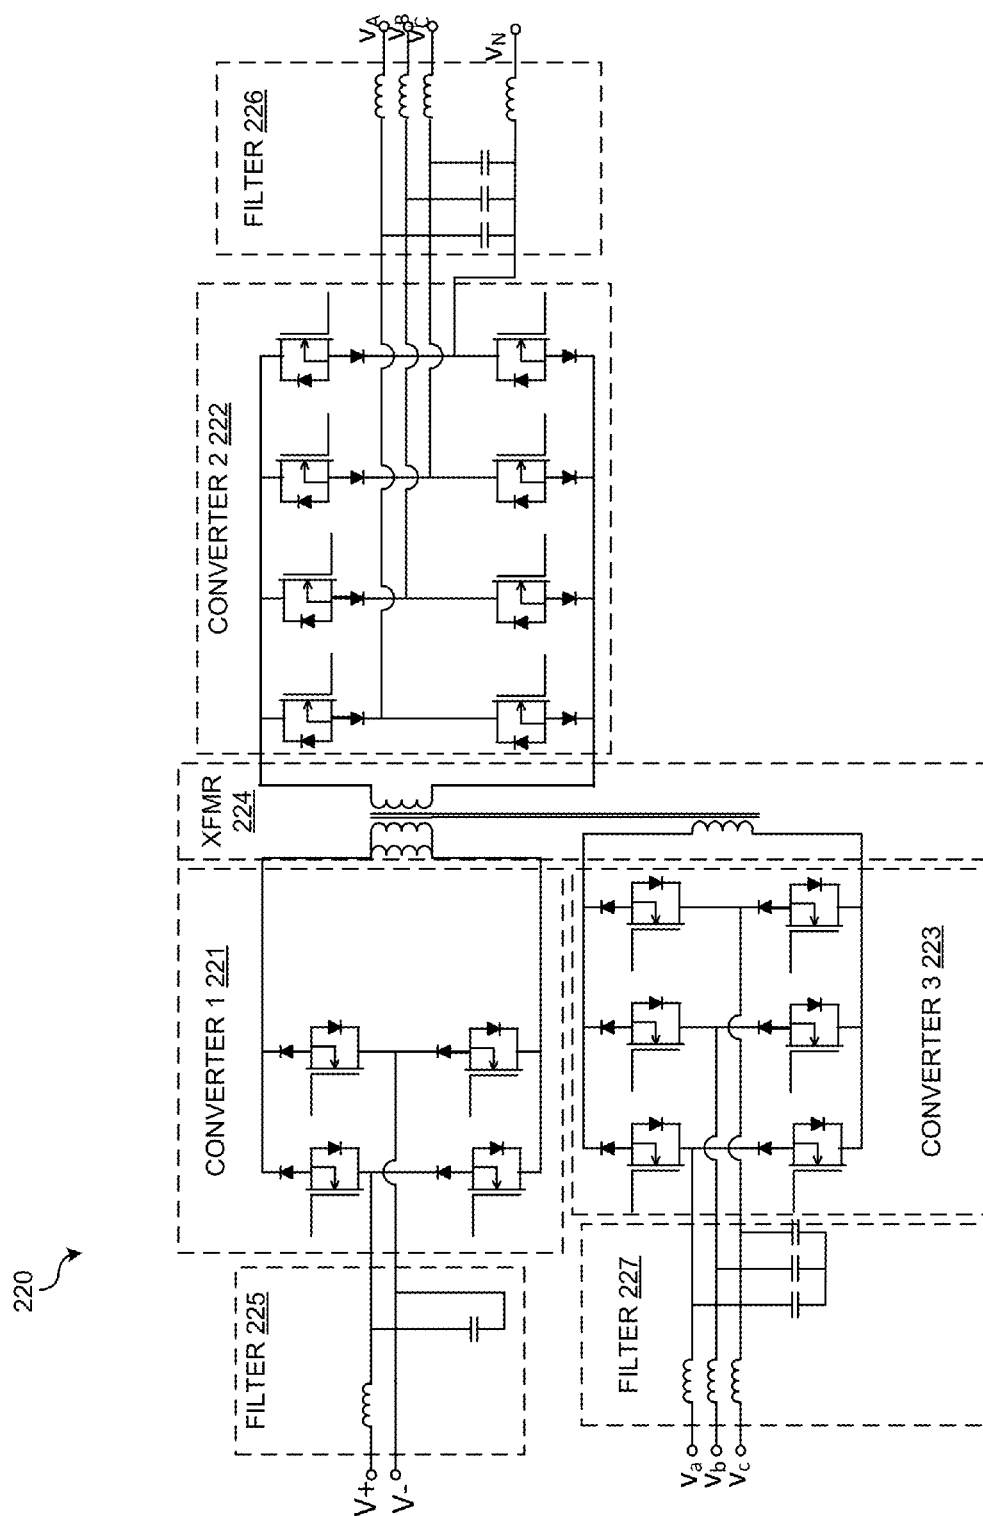 220
FILTER 225
V+
V-
CONVERTER 1 221
XFMR
224
CONVERTER 2 222
FILTER 226
VA
VB
VC
VN
FILTER 227
Va
Vb
Vc
CONVERTER 3 223